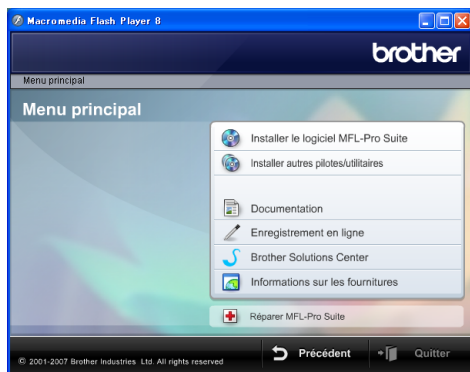 Macromedia Flash Player 8
brother
Menu principal
Menu principal
Installer le logiciel MFL-Pro Suite
Installer autres pilotes/utilitaires
Documentation
Enregistrement en ligne
Brother Solutions Center
Informations sur les fournitures
Réparer MFL-Pro Suite
© 2001-2007 Brother Industries Ltd. All rights reserved
Précédent
Quitter